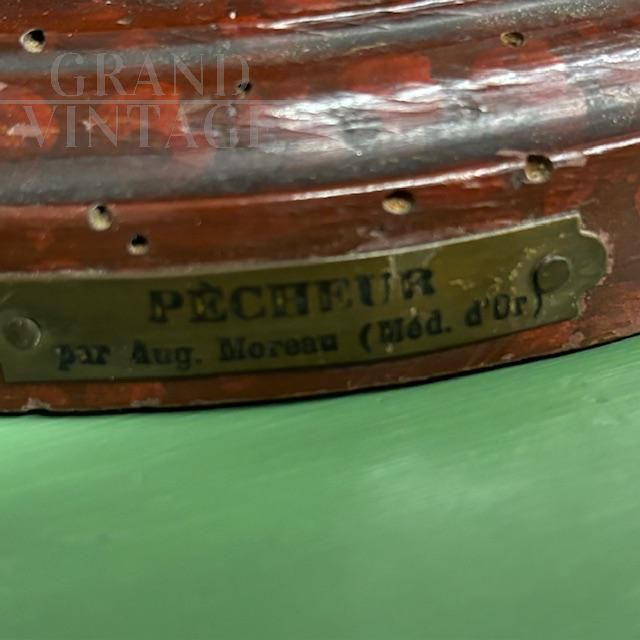 GRAND
VINTAGE
PÊCHEUR
par Aug. Moreau (Méd. d'Or)